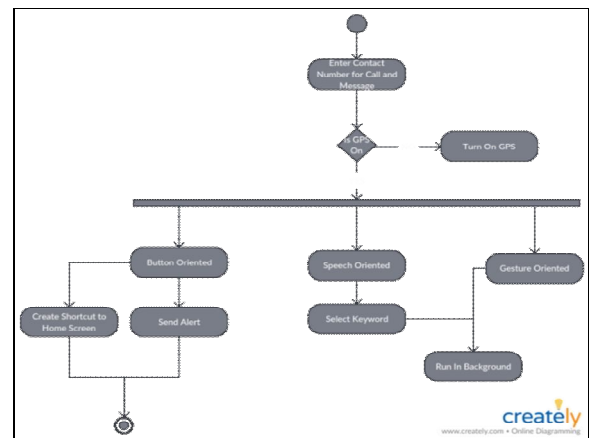 Enter Contact
Number for Call and
Message
Is GPS
On
Turn On GPS
Button Oriented
Speech Oriented
Gesture Oriented
Create Shortcut to
Home Screen
Send Alert
Select Keyword
Run In Background
creately
www.creately.com • Online Diagramming